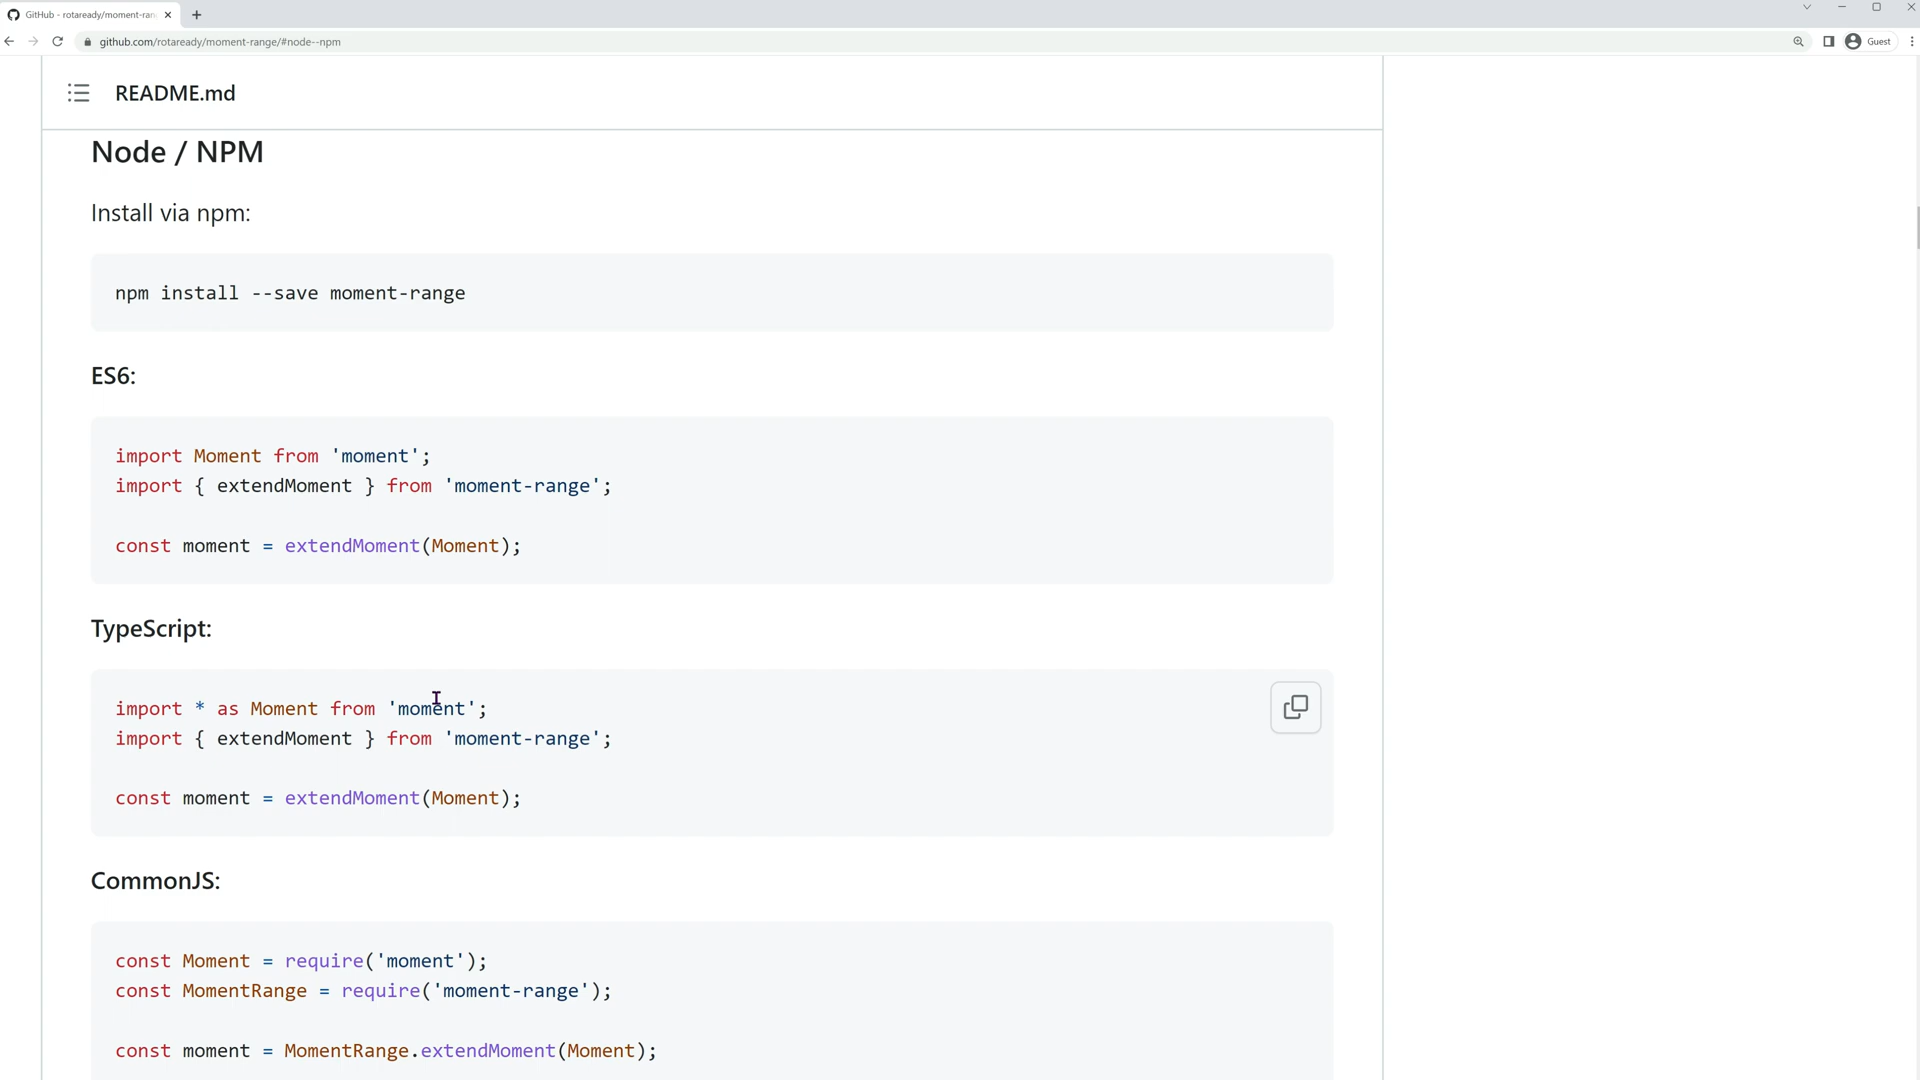 GitHub - rotaready/moment-ran
github.com/rotaready/moment-range/#node--npm
Guest
README.md
Node / NPM
Install via npm:
npm install --save moment-range
ES6:
import Moment from 'moment';
import { extendMoment } from 'moment-range';
const moment = extendMoment(Moment);
TypeScript:
import * as Moment from 'moment';
import { extendMoment } from 'moment-range';
const moment = extendMoment(Moment);
CommonJS:
const Moment = require('moment');
const MomentRange = require('moment-range');
const moment = MomentRange.extendMoment(Moment);